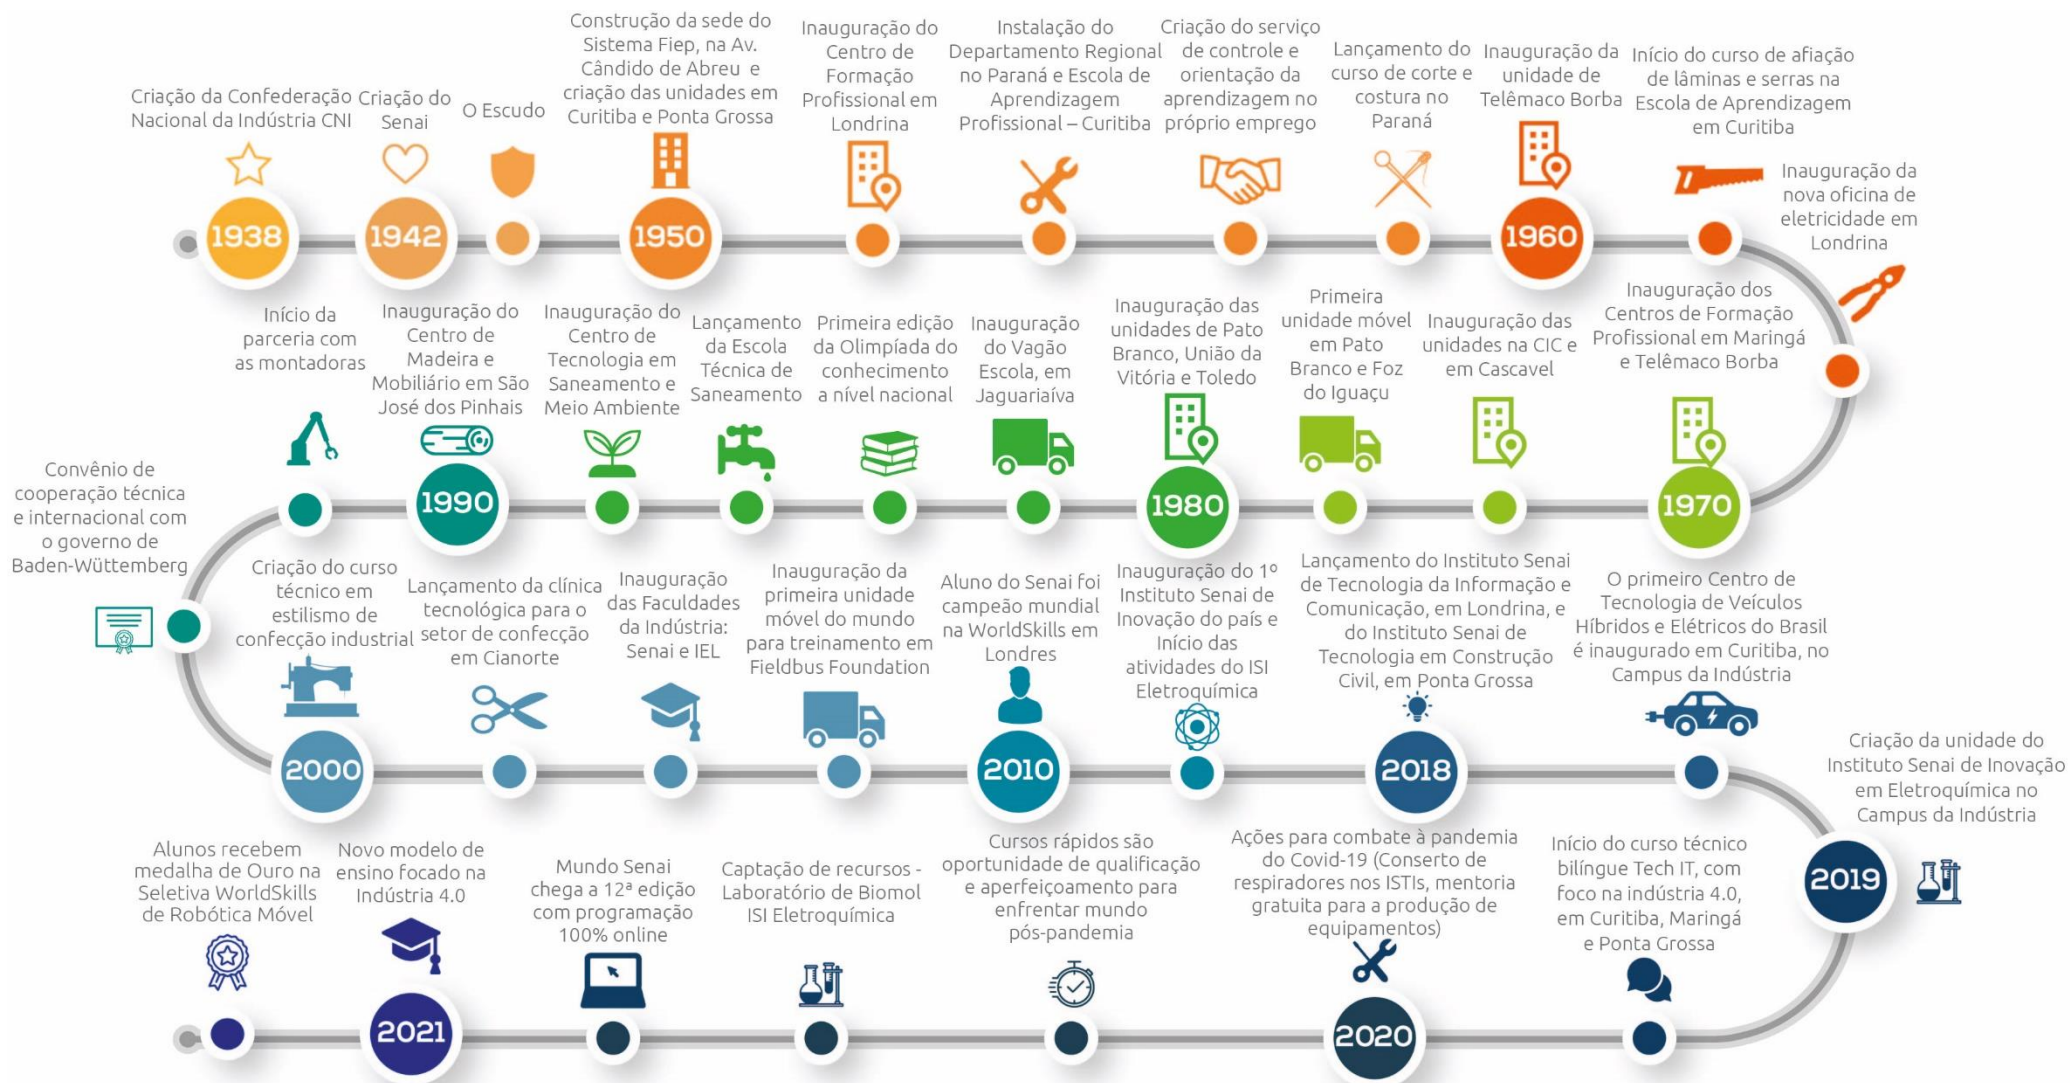 Criação da Confederação
Nacional da Indústria CNI
1938
Criação do
Senai
1942
O Escudo
Construção da sede do
Sistema Fiep, na Av.
Cândido de Abreu e
criação das unidades em
Curitiba e Ponta Grossa
1950
Inauguração do
Centro de
Formação
Profissional em
Londrina
Instalação do
Departamento Regional
no Paraná e Escola de
Aprendizagem
Profissional – Curitiba
Criação do serviço
de controle e
orientação da
aprendizagem no
próprio emprego
Lançamento do
curso de corte e
costura no
Paraná
Inauguração da
unidade de
Telêmaco Borba
1960
Início do curso de afiação
de lâminas e serras na
Escola de Aprendizagem
em Curitiba
Inauguração da
nova oficina de
eletricidade em
Londrina
Inauguração dos
Centros de Formação
Profissional em Maringá
e Telêmaco Borba
1970
Inauguração das
unidades na CIC e
em Cascavel
Primeira
unidade móvel
em Pato
Branco e Foz
do Iguaçu
Inauguração das
unidades de Pato
Branco, União da
Vitória e Toledo
1980
Inauguração
do Vagão
Escola, em
Jaguariaíva
Primeira edição
da Olimpíada do
conhecimento
a nível nacional
Lançamento
da Escola
Técnica de
Saneamento
Inauguração do
Centro de
Tecnologia em
Saneamento e
Meio Ambiente
Inauguração do
Centro de
Madeira e
Mobiliário em São
José dos Pinhais
1990
Início da
parceria com
as montadoras
Convênio de
cooperação técnica
e internacional com
o governo de
Baden-Wüttemberg
Criação do curso
técnico em
estilismo de
confecção industrial
2000
Lançamento da clínica
tecnológica para o
setor de confecção
em Cianorte
Inauguração
das Faculdades
da Indústria:
Senai e IEL
Inauguração da
primeira unidade
móvel do mundo
para treinamento em
Fieldbus Foundation
Aluno do Senai foi
campeão mundial
na WorldSkills em
Londres
2010
Inauguração do 1º
Instituto Senai de
Inovação do país e
Início das
atividades do ISI
Eletroquímica
Lançamento do Instituto Senai
de Tecnologia da Informação e
Comunicação, em Londrina, e
do Instituto Senai de
Tecnologia em Construção
Civil, em Ponta Grossa
2018
O primeiro Centro de
Tecnologia de Veículos
Híbridos e Elétricos do Brasil
é inaugurado em Curitiba, no
Campus da Indústria
Criação da unidade do
Instituto Senai de Inovação
em Eletroquímica no
Campus da Indústria
2019
Início do curso técnico
bilíngue Tech IT, com
foco na indústria 4.0,
em Curitiba, Maringá
e Ponta Grossa
Ações para combate à pandemia
do Covid-19 (Conserto de
respiradores nos ISTIs, mentoria
gratuita para a produção de
equipamentos)
2020
Cursos rápidos são
oportunidade de qualificação
e aperfeiçoamento para
enfrentar mundo
pós-pandemia
Captação de recursos -
Laboratório de Biomol
ISI Eletroquímica
Mundo Senai
chega a 12ª edição
com programação
100% online
Novo modelo de
ensino focado na
Indústria 4.0
2021
Alunos recebem
medalha de Ouro na
Seletiva WorldSkills
de Robótica Móvel